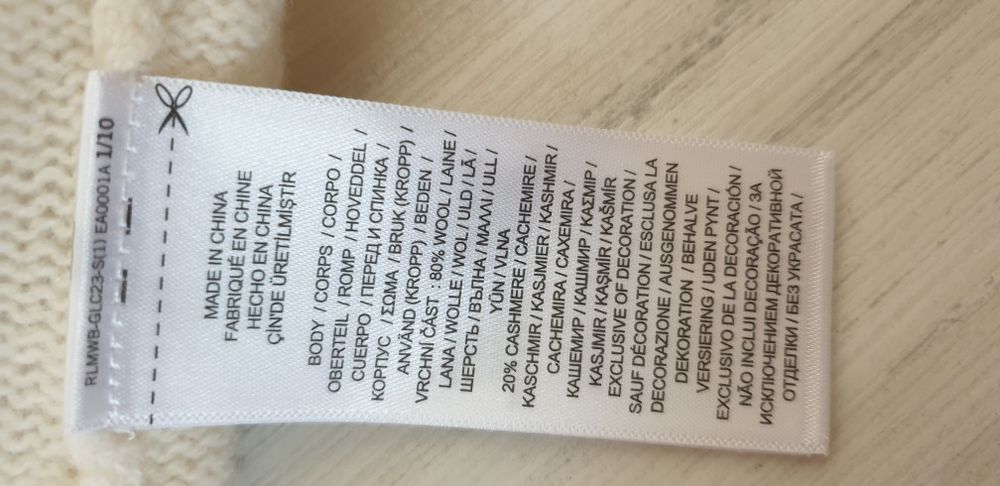 RLMWB-GLC23-S(1) EA0001A 1/10
MADE IN CHINA
FABRIQUÉ EN CHINE
HECHO EN CHINA
ÇİNDE ÜRETİLMİŞTİR
BODY / CORPS / CORPO /
OBERTEIL / ROMP / HOVEDDEL /
CUERPO / ПЕРЕД И СПИНКА /
КОРПУС / ΣΩΜΑ / BRUK (KROPP) /
ANVÄND (KROPP) / BEDEN /
VRCHNÍ ČÁST : 80% WOOL / LAINE /
LANA / WOLLE / WOL / ULD / LÃ /
ШЕРСТЬ / ВЪЛНА / ΜΑΛΛΙ / ULL /
YÜN / VLNA
20% CASHMERE / CACHEMIRE /
KASCHMIR / KASJMIER / KASHMIR /
CACHEMIRA / CAXEMIRA /
КАШЕМИР / КАШМИР / ΚΑΣΜΙΡ /
KASJMIR / KAŞMİR / KAŠMÍR
EXCLUSIVE OF DECORATION /
SAUF DÉCORATION / ESCLUSA LA
DECORAZIONE / AUSGENOMMEN
DEKORATION / BEHALVE
VERSIERING / UDEN PYNT /
EXCLUSIVO DE LA DECORACIÓN /
NÃO INCLUI DECORAÇÃO / ЗА
ИСКЛЮЧЕНИЕМ ДЕКОРАТИВНОЙ
ОТДЕЛКИ / БЕЗ УКРАСАТА /